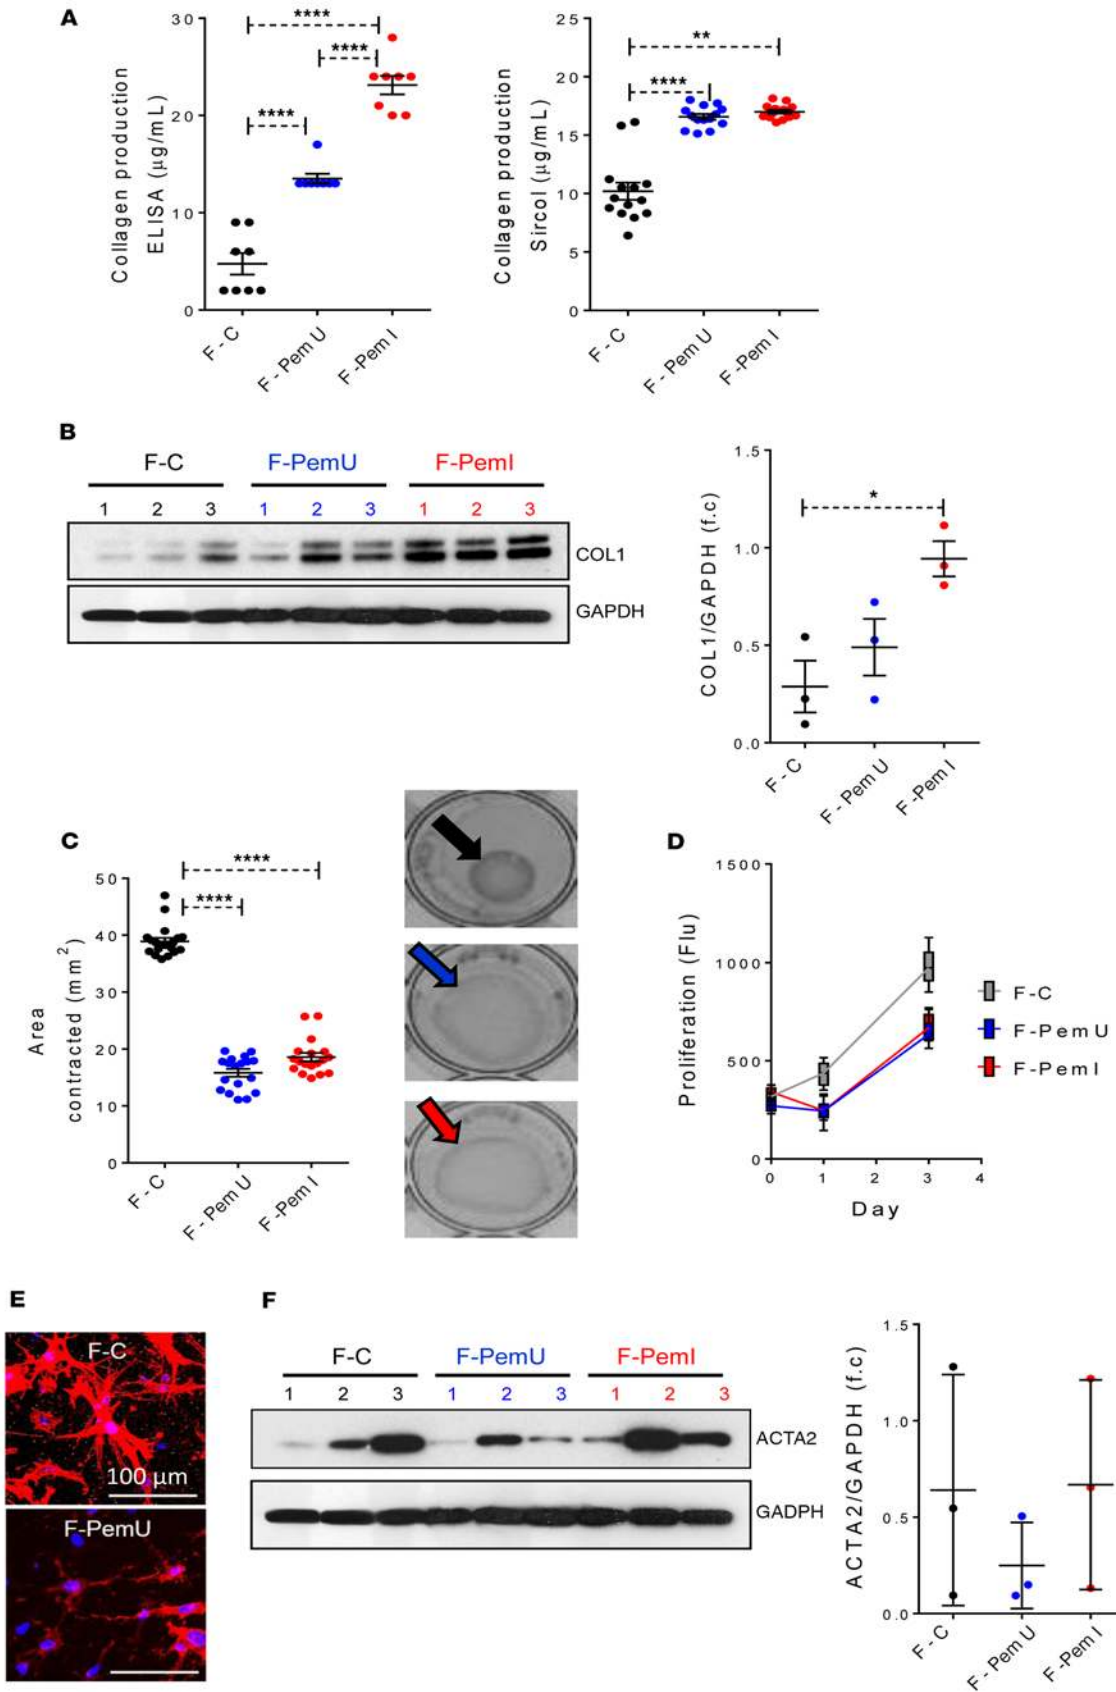 A
Collagen production
ELISA (µg/mL)
30
20
10
0
****
****
****
F - C
F - Pem U
F -Pem I
Collagen production
Sircol (µg/mL)
25
20
15
10
5
0
**
****
F - C
F - Pem U
F -Pem I
B
F-C
F-PemU
F-PemI
1 2 3 1 2 3 1 2 3
COL1
GAPDH
COL1/GAPDH (f.c)
1.5
1.0
0.5
0.0
*
F - C
F - Pem U
F -Pem I
C
Area
contracted (mm²)
50
40
30
20
10
0
****
****
F - C
F - Pem U
F -Pem I
D
Proliferation (Flu)
1500
1000
500
0
0 1 2 3 4
Day
F-C
F-PemU
F-PemI
E
F-C
100 µm
F-PemU
F
F-C
F-PemU
F-PemI
1 2 3 1 2 3 1 2 3
ACTA2
GADPH
ACTA2/GAPDH (f.c)
1.5
1.0
0.5
0.0
F - C
F - Pem U
F -Pem I